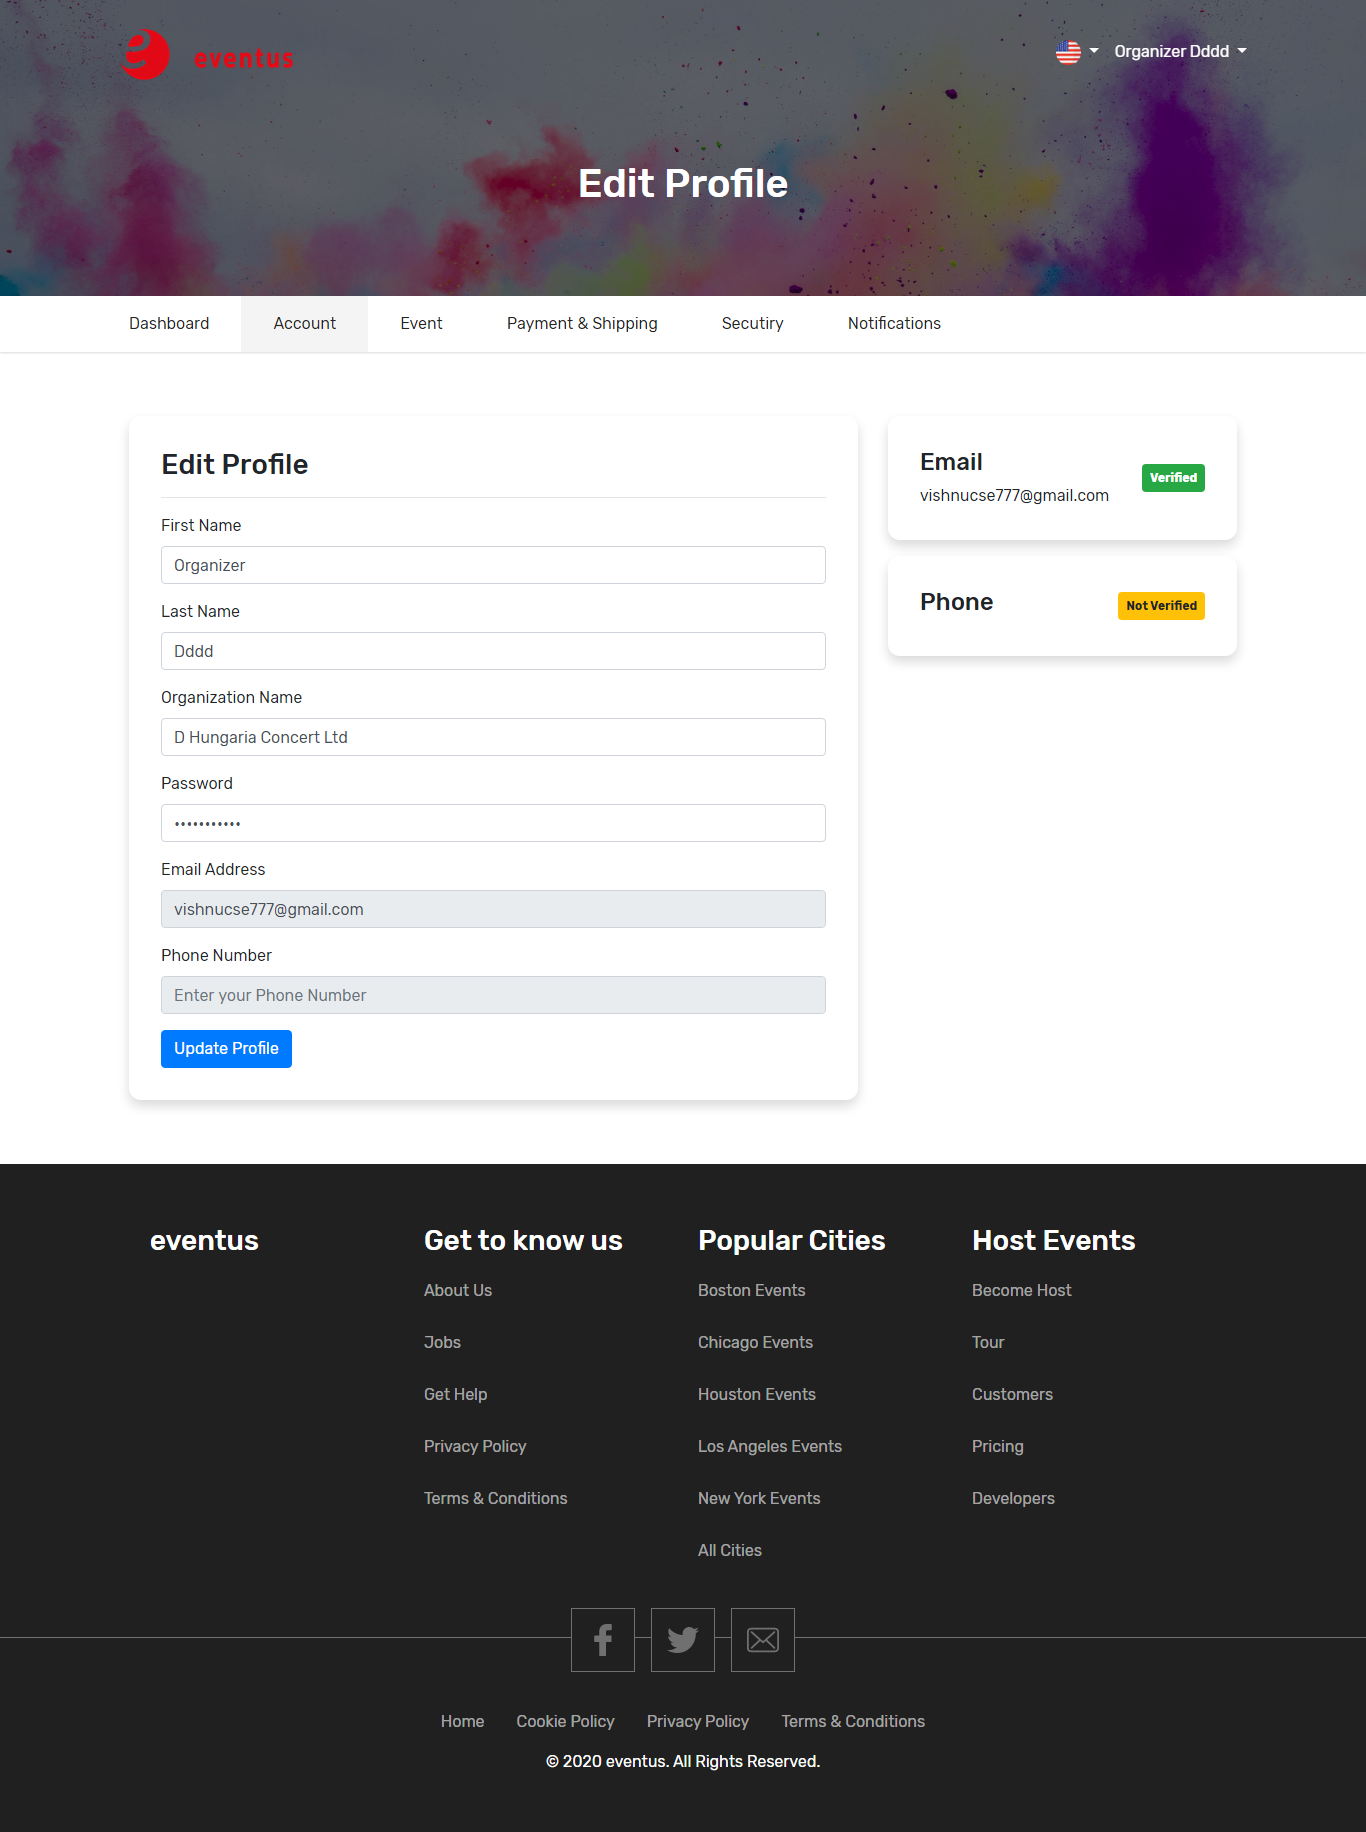 eventus
Organizer Dddd
Edit Profile
Dashboard
Account
Event
Payment & Shipping
Secutiry
Notifications
Edit Profile
First Name
Organizer
Last Name
Dddd
Organization Name
D Hungaria Concert Ltd
Password
•••••••••••
Email Address
vishnucse777@gmail.com
Phone Number
Enter your Phone Number
Update Profile
Email
vishnucse777@gmail.com
Verified
Phone
Not Verified
eventus
Get to know us
About Us
Jobs
Get Help
Privacy Policy
Terms & Conditions
Popular Cities
Boston Events
Chicago Events
Houston Events
Los Angeles Events
New York Events
All Cities
Host Events
Become Host
Tour
Customers
Pricing
Developers
Home
Cookie Policy
Privacy Policy
Terms & Conditions
© 2020 eventus. All Rights Reserved.